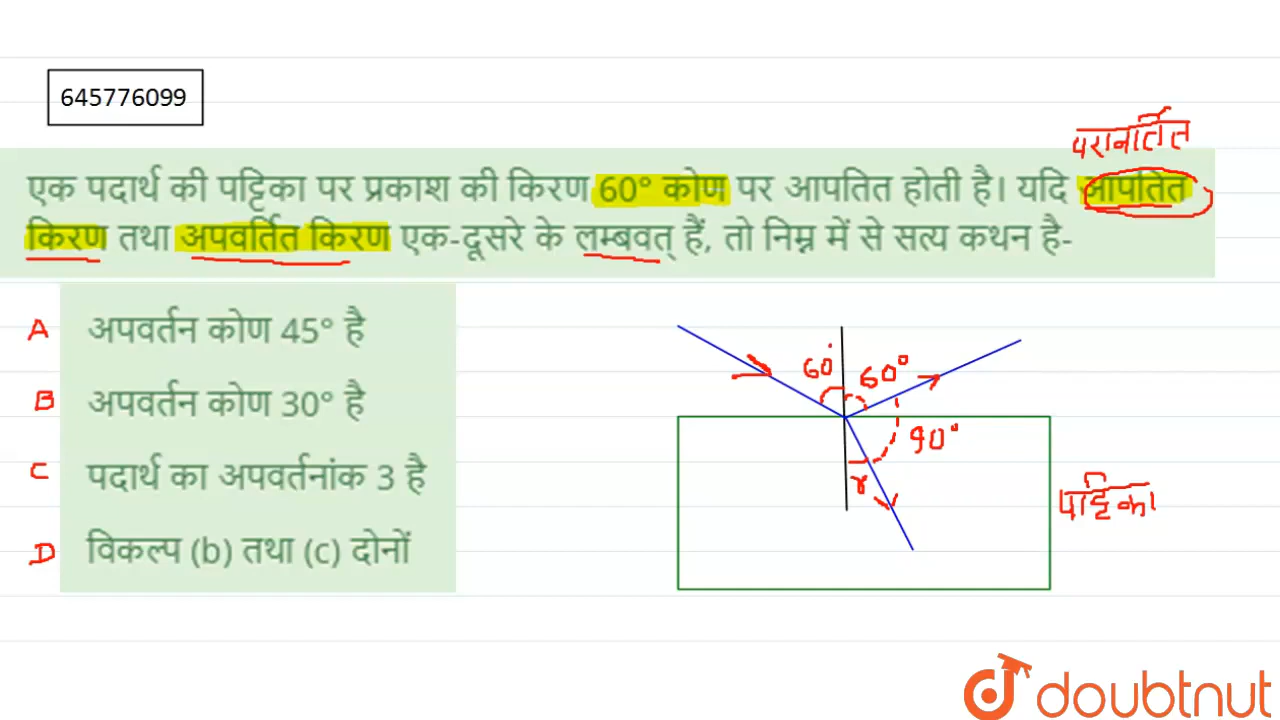 645776099
परावर्तित
एक पदार्थ की पट्टिका पर प्रकाश की किरण 60° कोण पर आपतित होती है। यदि आपतित
किरण तथा अपवर्तित किरण एक-दूसरे के लम्बवत् हैं, तो निम्न में से सत्य कथन है-
A अपवर्तन कोण 45° है
B अपवर्तन कोण 30° है
C पदार्थ का अपवर्तनांक 3 है
D विकल्प (b) तथा (c) दोनों
60° 60°
90°
r
पट्टिका
doubtnut